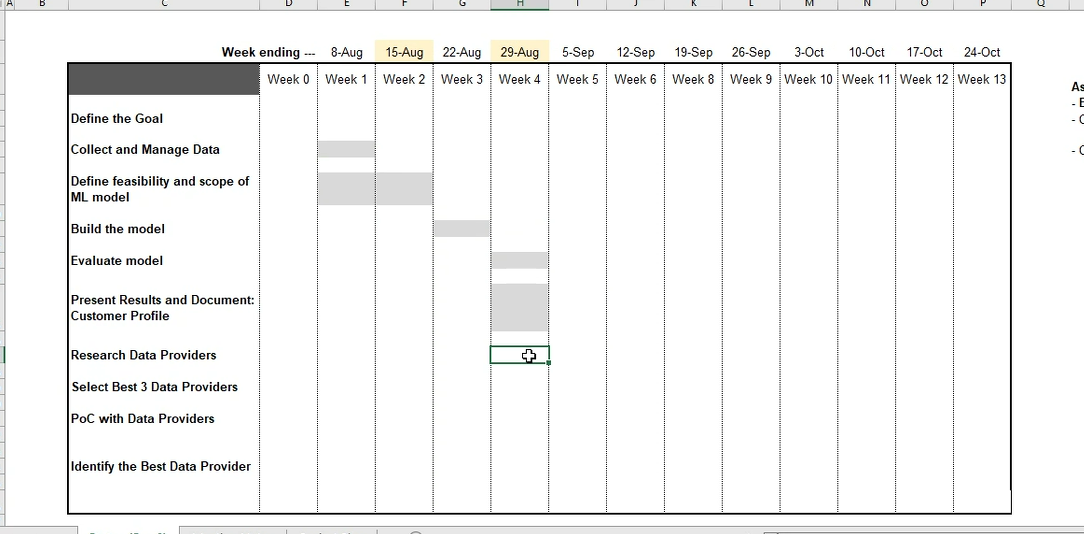 A B C D E F G H I J K L M N O P Q
Week ending --- 8-Aug 15-Aug 22-Aug 29-Aug 5-Sep 12-Sep 19-Sep 26-Sep 3-Oct 10-Oct 17-Oct 24-Oct
Week 0 Week 1 Week 2 Week 3 Week 4 Week 5 Week 6 Week 8 Week 9 Week 10 Week 11 Week 12 Week 13
As
- E
- C
- C
Define the Goal
Collect and Manage Data
Define feasibility and scope of
ML model
Build the model
Evaluate model
Present Results and Document:
Customer Profile
Research Data Providers
Select Best 3 Data Providers
PoC with Data Providers
Identify the Best Data Provider